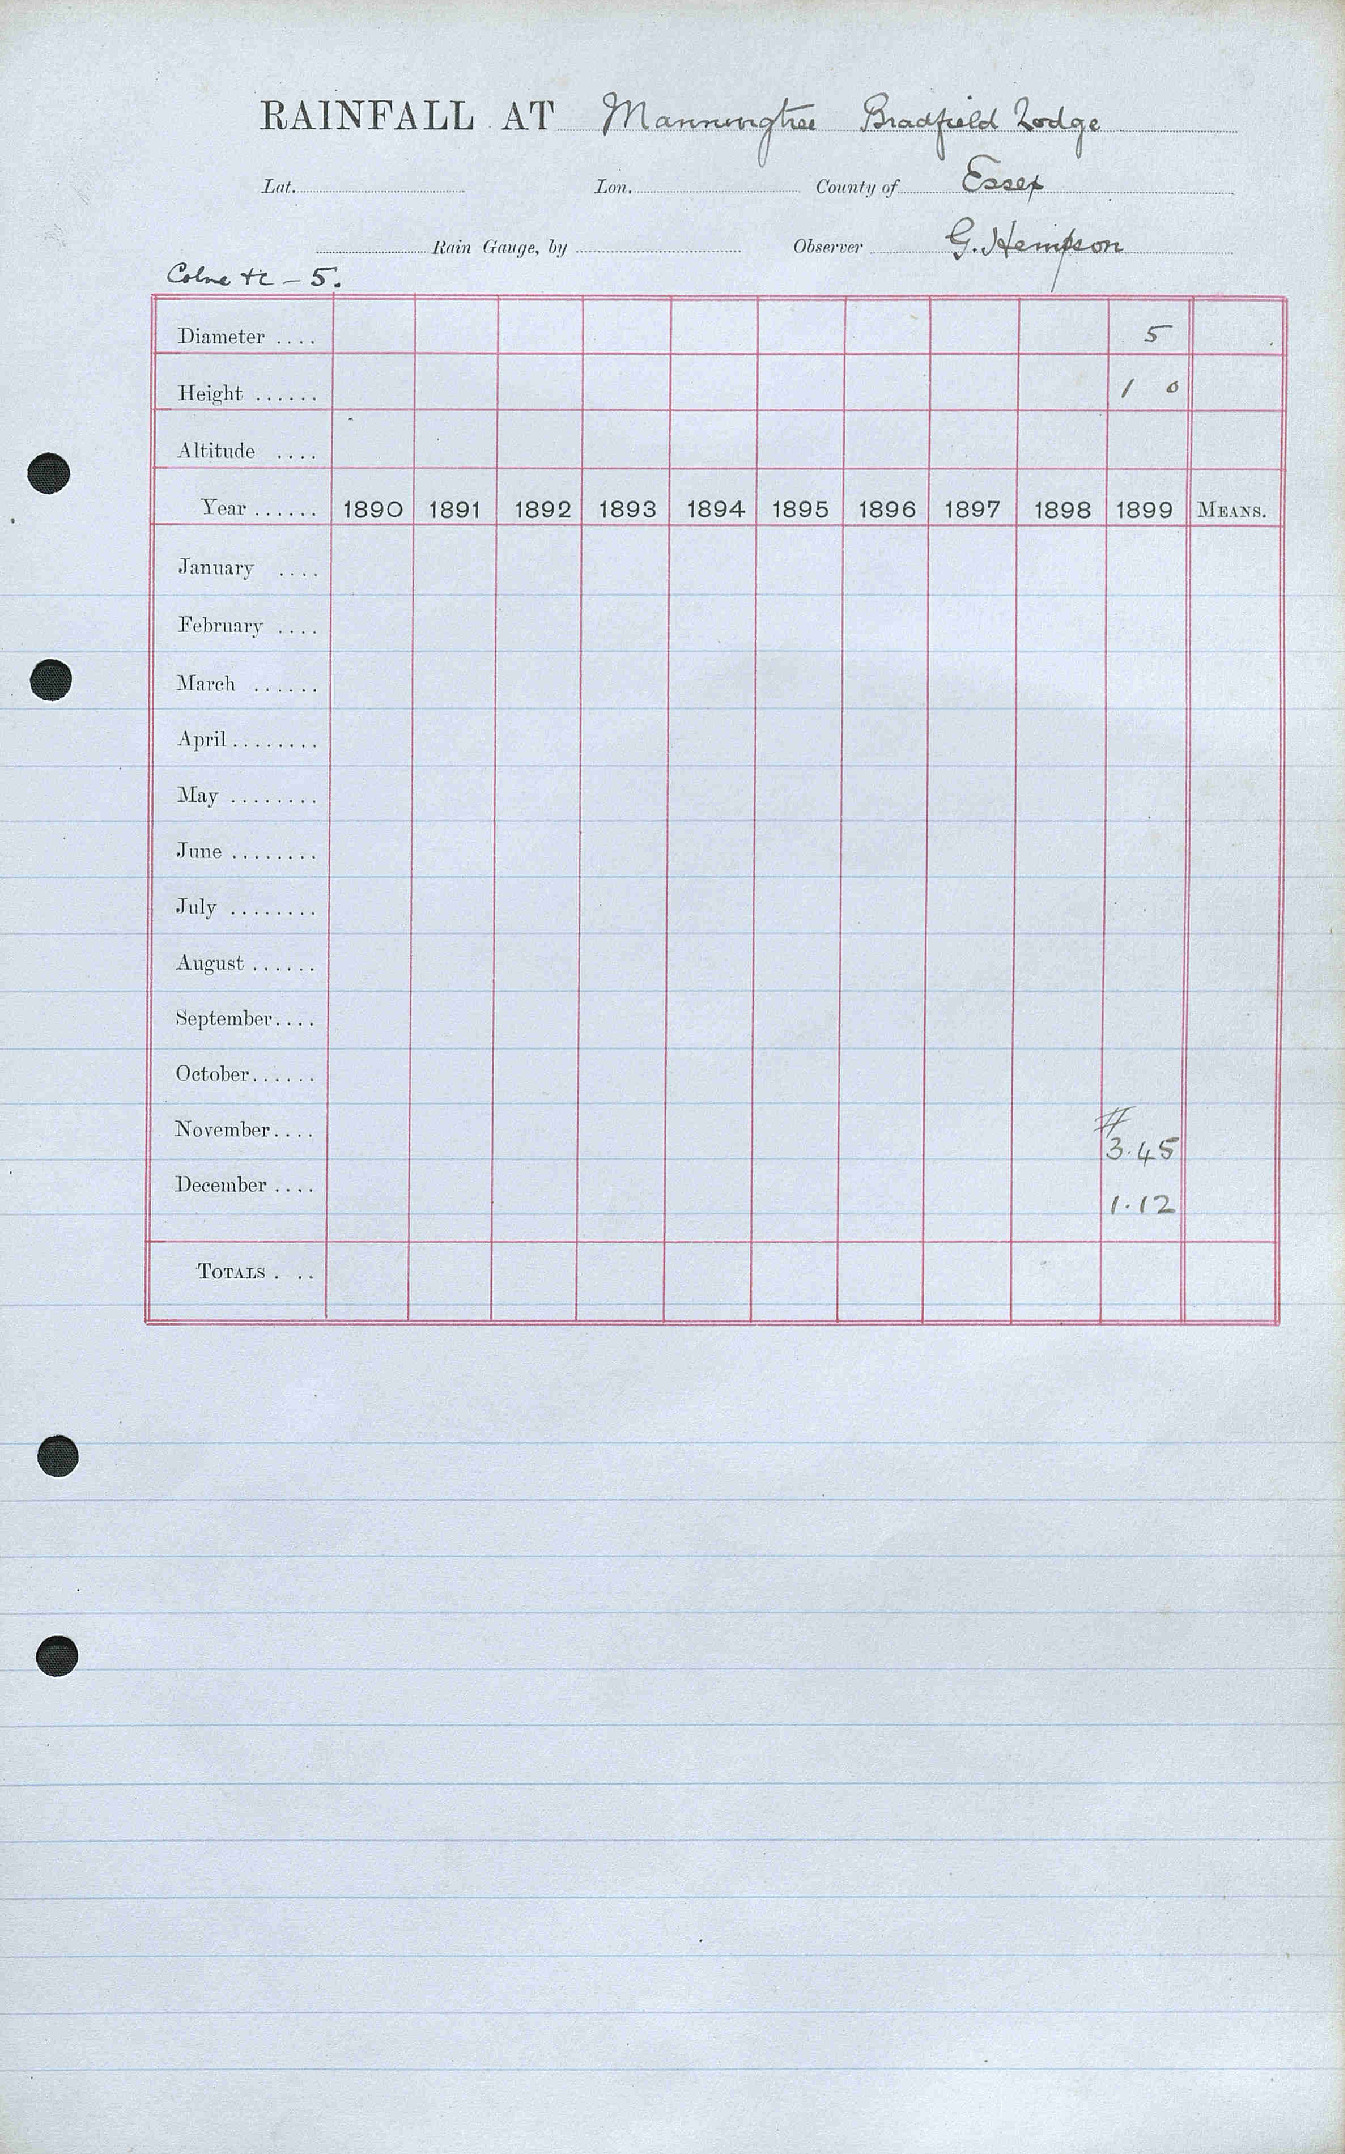 RAINFALL AT Manningtree Bradfield Lodge
Lat. Lon. County of Essex
Rain Gauge, by Observer G. Hempson
Colne &c – 5.
Diameter .... 5
Height ...... 1 0
Altitude ....
Year ...... 1890 1891 1892 1893 1894 1895 1896 1897 1898 1899 MEANS.
January ....
February ....
March ......
April ........
May ........
June ........
July ........
August ......
September ....
October ......
November .... # 3.45
December .... 1.12
TOTALS . ..